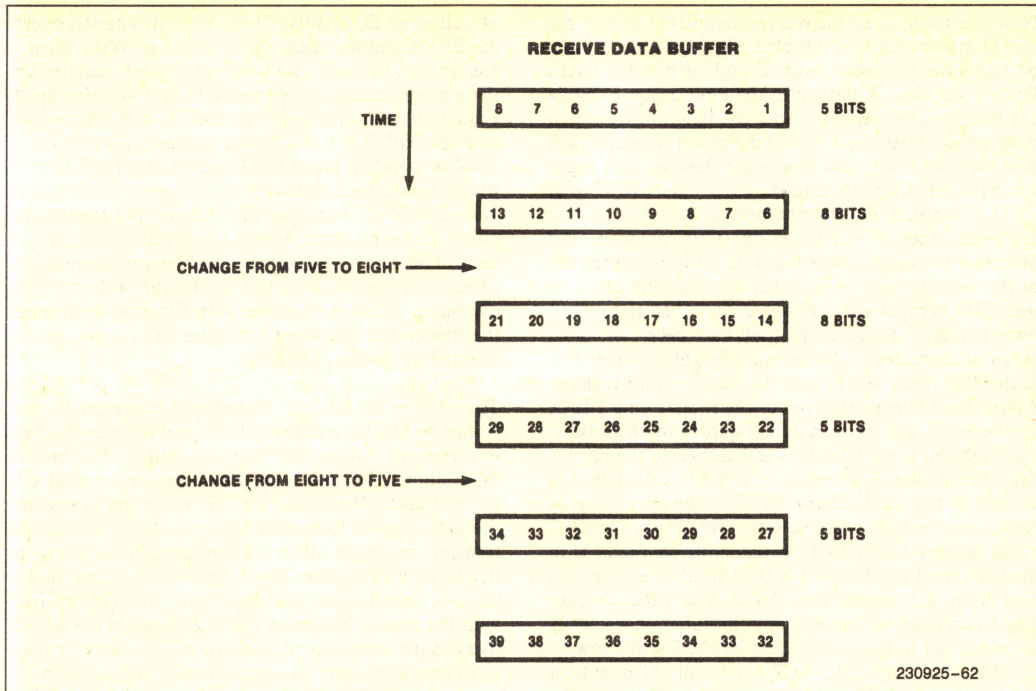 RECEIVE DATA BUFFER
TIME
8 7 6 5 4 3 2 1 5 BITS
13 12 11 10 9 8 7 6 8 BITS
CHANGE FROM FIVE TO EIGHT
21 20 19 18 17 16 15 14 8 BITS
29 28 27 26 25 24 23 22 5 BITS
CHANGE FROM EIGHT TO FIVE
34 33 32 31 30 29 28 27 5 BITS
39 38 37 36 35 34 33 32
230925–62